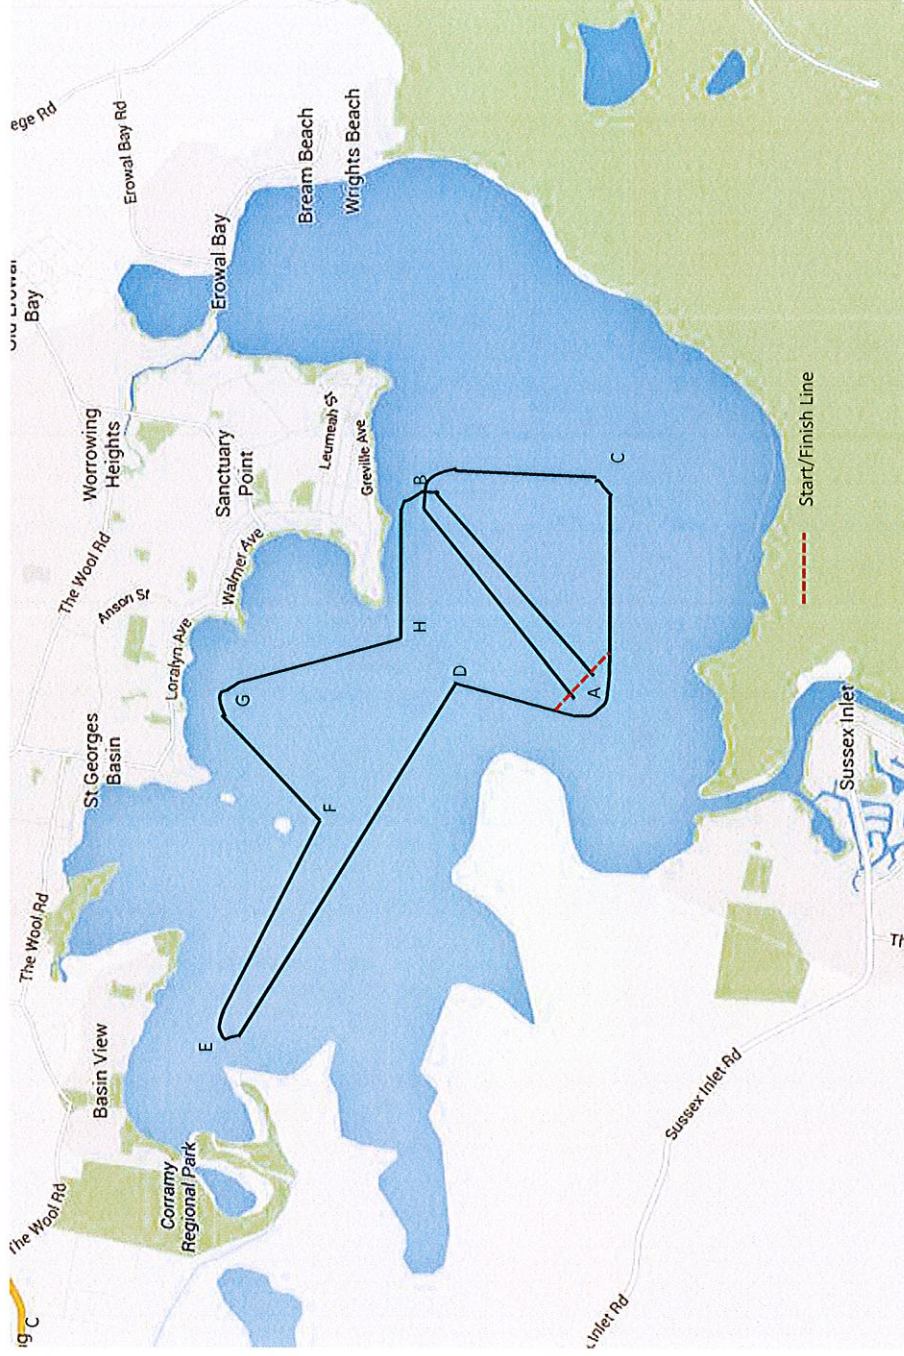 ig C
The Wool Rd
The Wool Rd
Bay
ege Rd
Basin View
St Georges
Basin
The Wool Rd
Worrowing
Heights
Erowal Bay Rd
Anson St
Corramy
Regional Park
Loralyn Ave
Walmer Ave
Sanctuary
Point
Erowal Bay
E
G
F
Bream Beach
Wrights Beach
Leumeah St
Greville Ave
H
B
D
A
C
Inlet Rd
Sussex Inlet Rd
Start/Finish Line
Sussex Inlet
Th